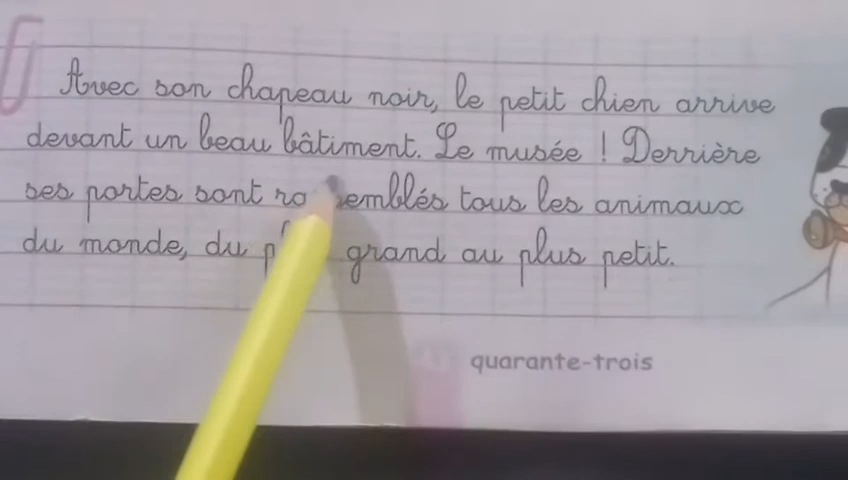 Avec son chapeau noir, le petit chien arrive
devant un beau bâtiment. Le musée ! Derrière
ses portes sont tous les animaux
du monde, du grand au plus petit.
quarante-trois